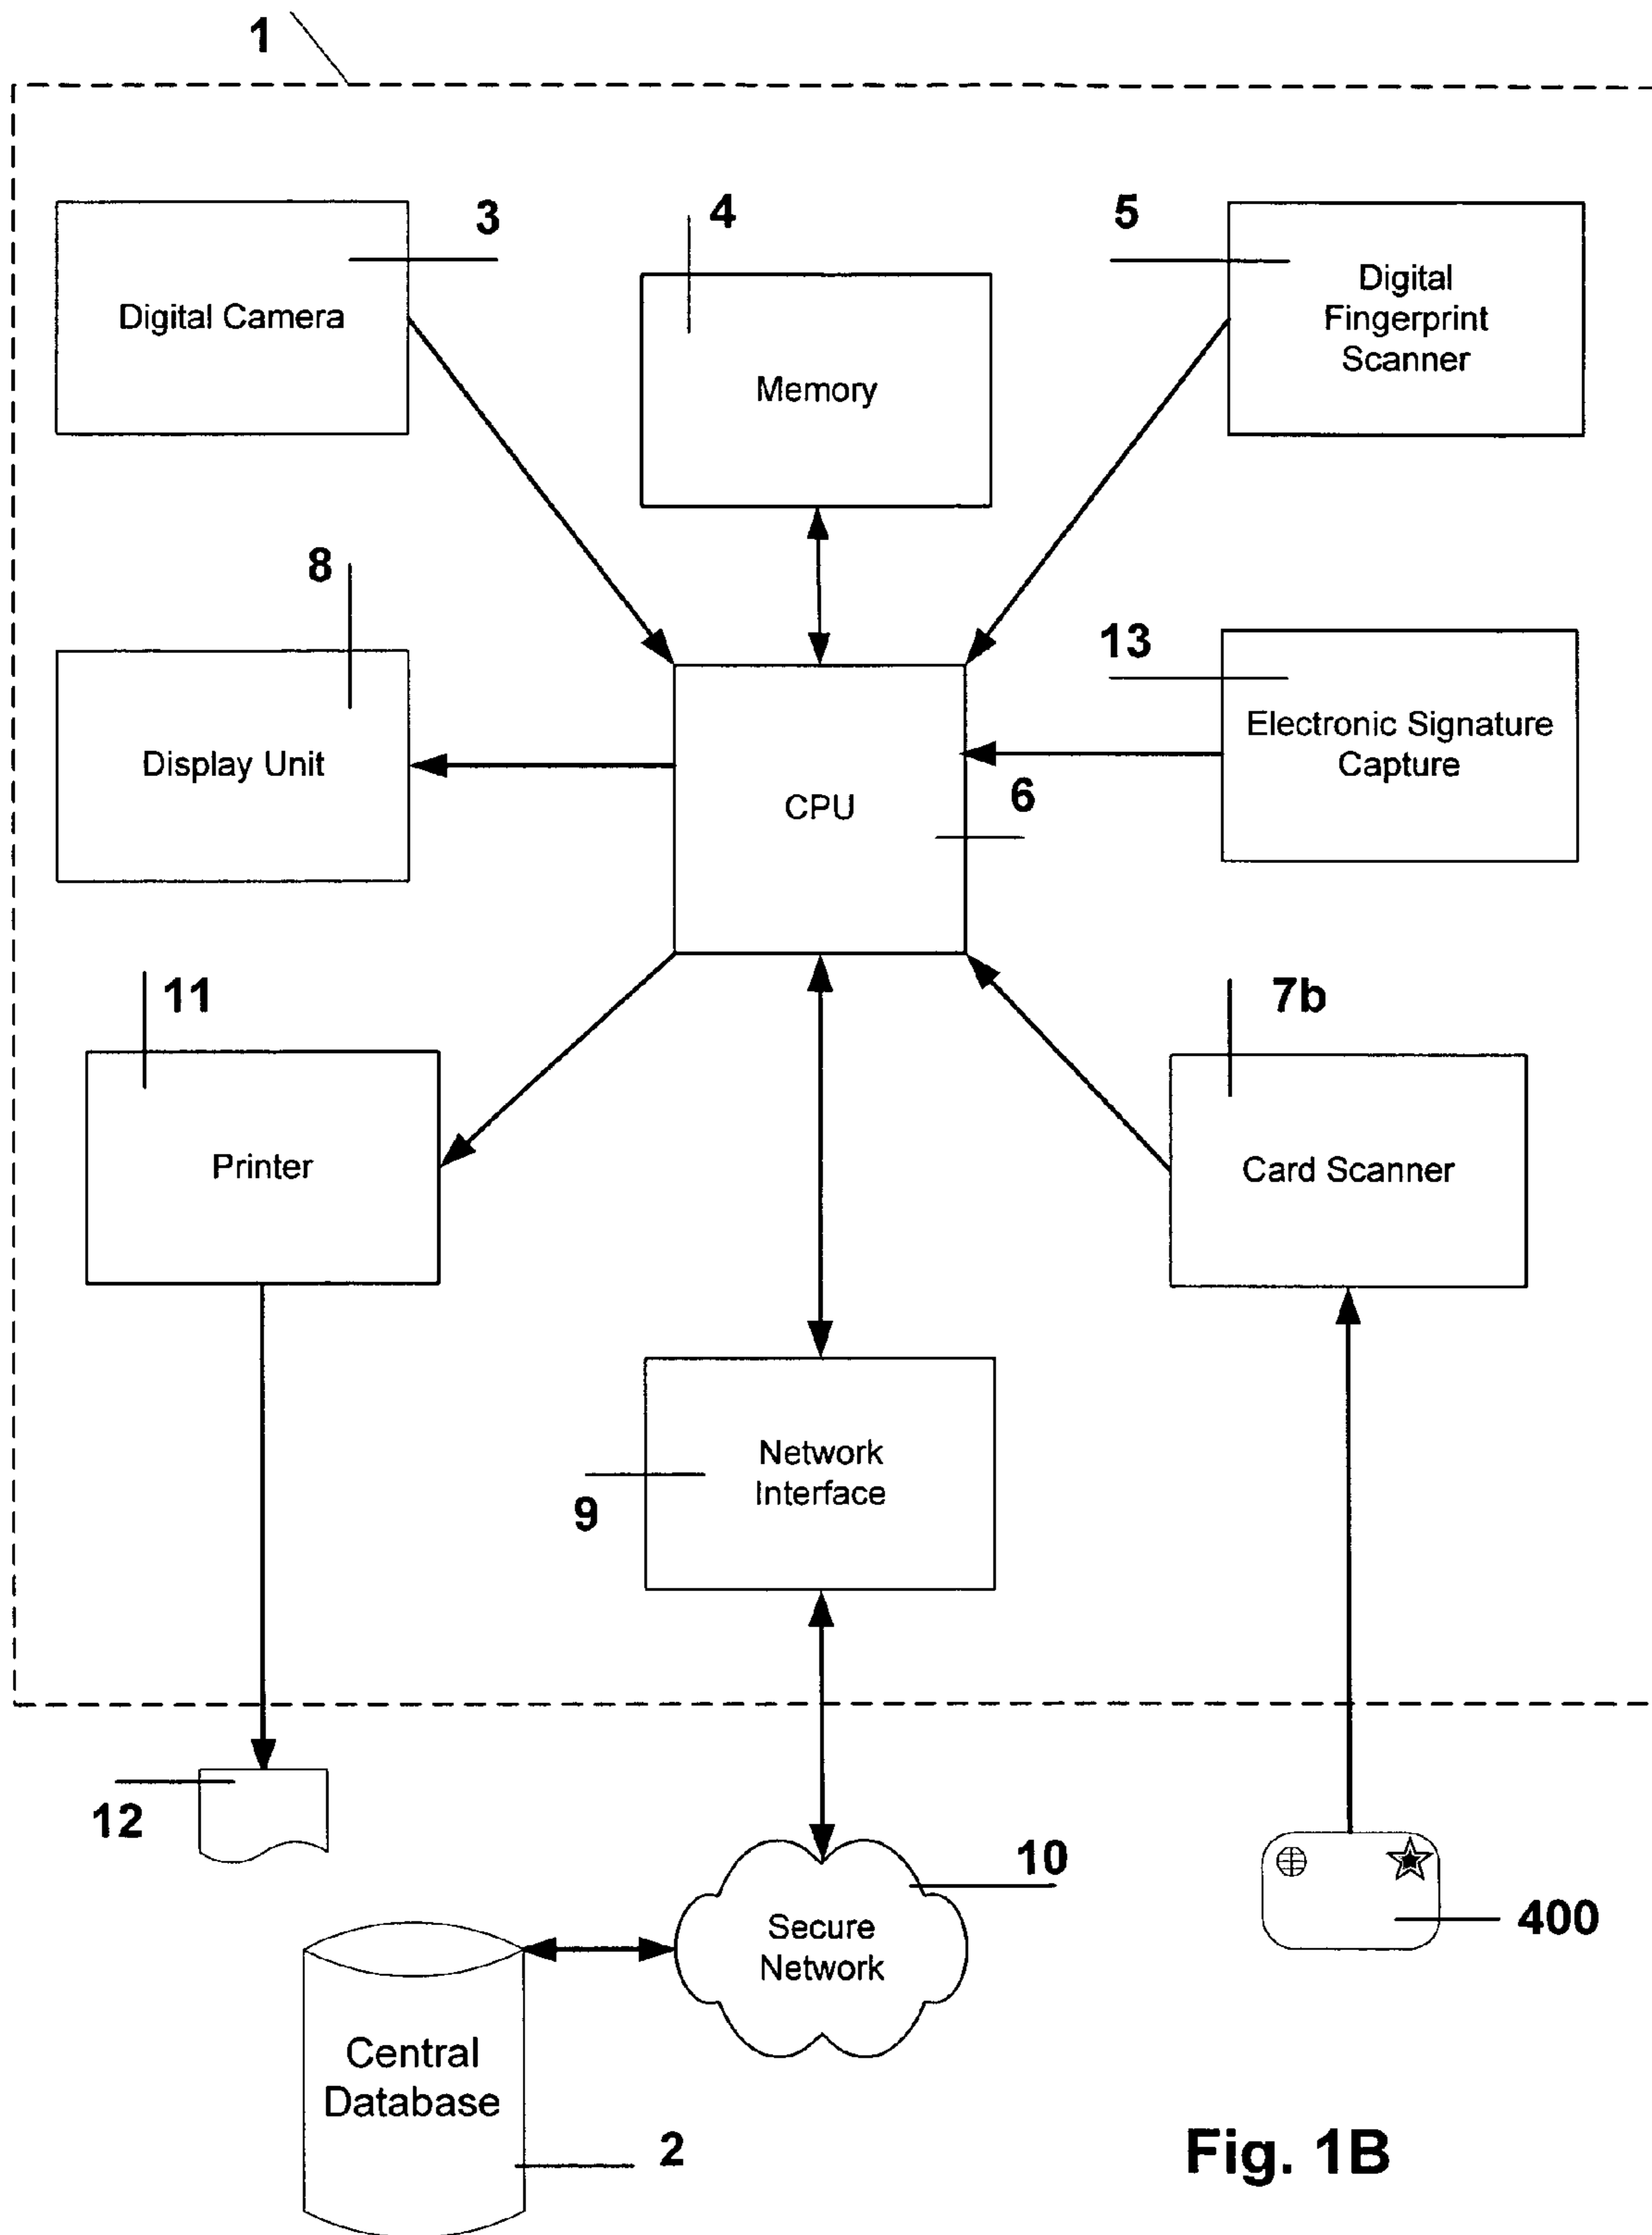 1
3
4
5
Digital Camera
Memory
Digital
Fingerprint
Scanner
8
13
Display Unit
CPU
6
Electronic Signature
Capture
11
7b
Printer
Card Scanner
Network
Interface
9
12
10
Secure
Network
400
Central
Database
2
Fig. 1B